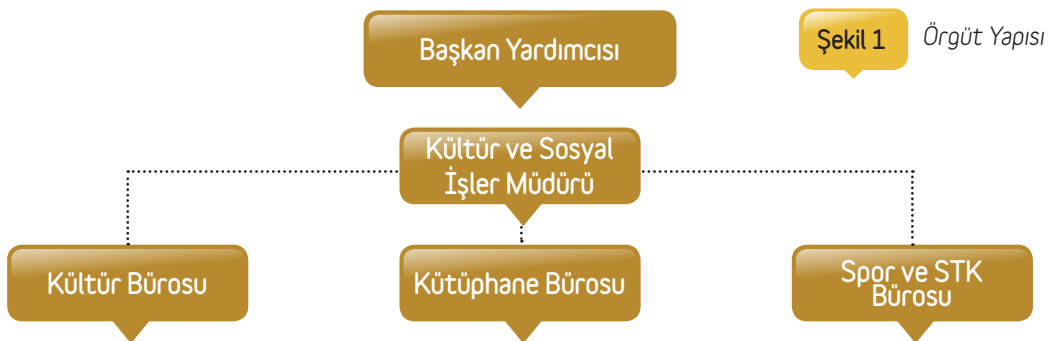 Başkan Yardımcısı
Şekil 1
Örgüt Yapısı
Kültür ve Sosyal
İşler Müdürü
Kültür Bürosu
Kütüphane Bürosu
Spor ve STK
Bürosu